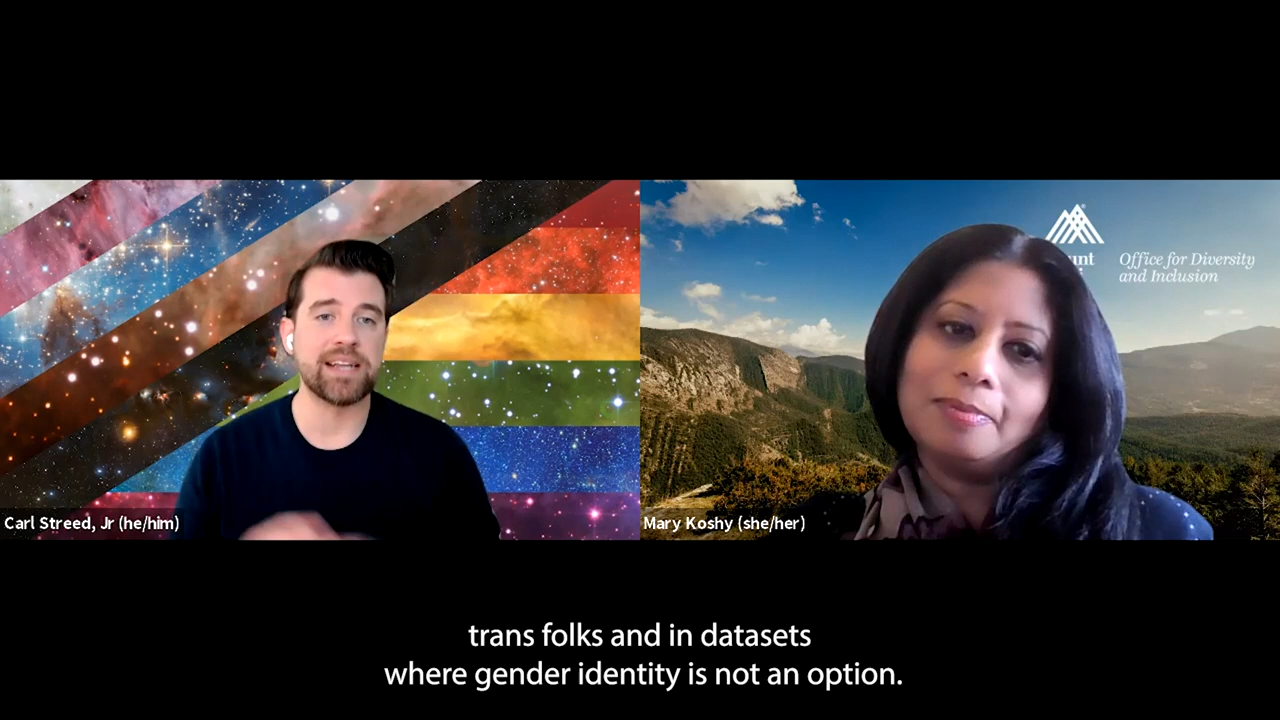 Office for Diversity
and Inclusion
Carl Streed, Jr (he/him)
Mary Koshy (she/her)
trans folks and in datasets
where gender identity is not an option.